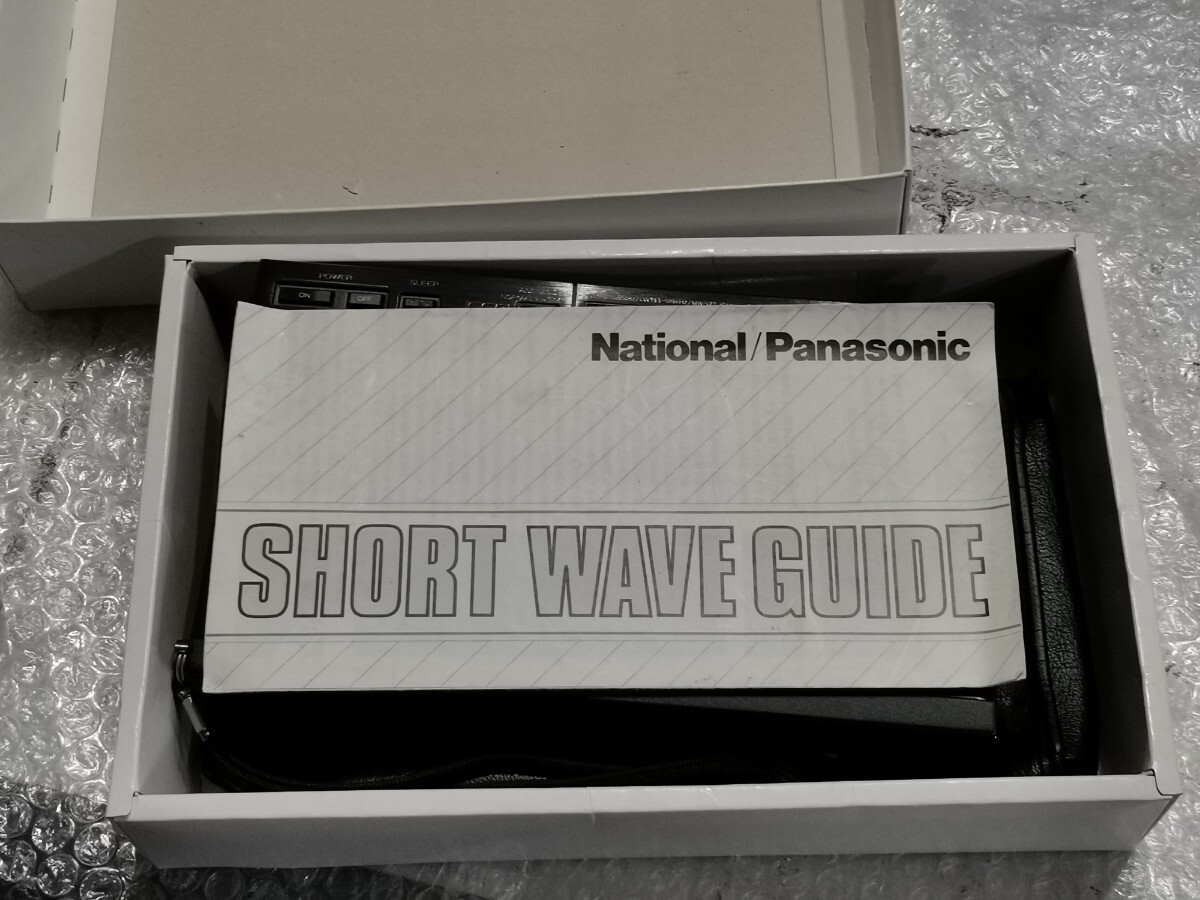 POWER
SLEEP
ON
OFF
National/Panasonic
SHORT WAVE GUIDE